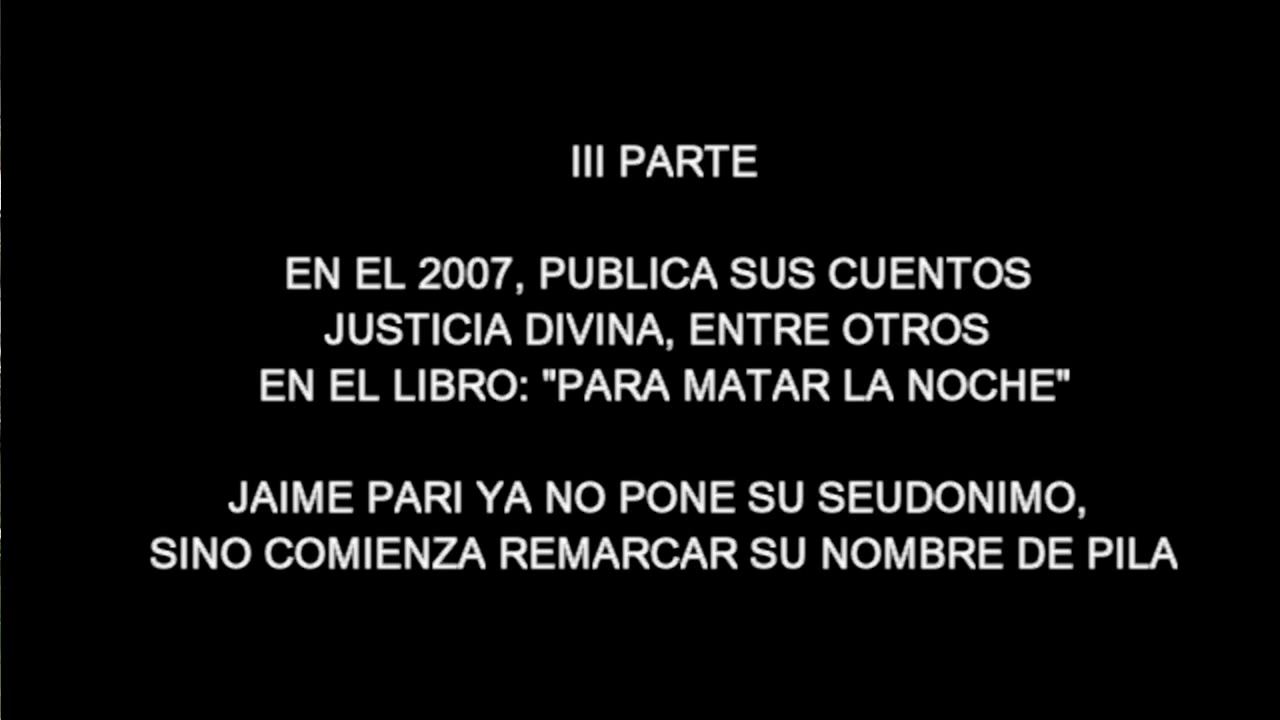 III PARTE
EN EL 2007, PUBLICA SUS CUENTOS
JUSTICIA DIVINA, ENTRE OTROS
EN EL LIBRO: "PARA MATAR LA NOCHE"
JAIME PARI YA NO PONE SU SEUDONIMO,
SINO COMIENZA REMARCAR SU NOMBRE DE PILA